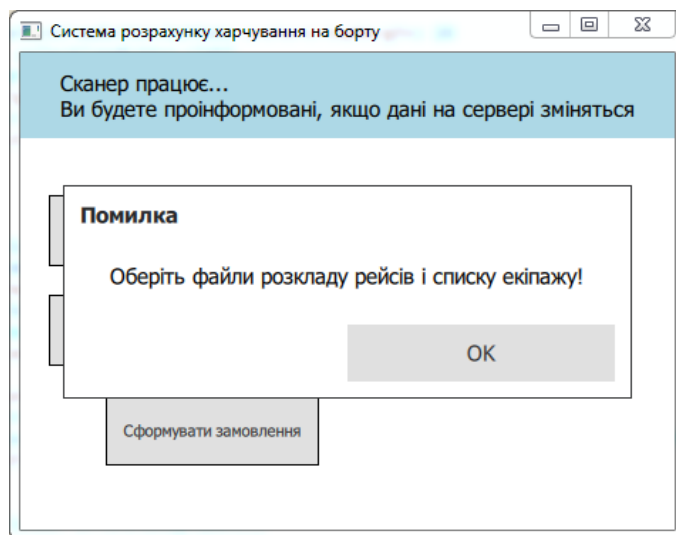 Система розрахунку харчування на борту
Сканер працює...
Ви будете проінформовані, якщо дані на сервері зміняться
Помилка
Оберіть файли розкладу рейсів і списку екіпажу!
OK
Сформувати замовлення